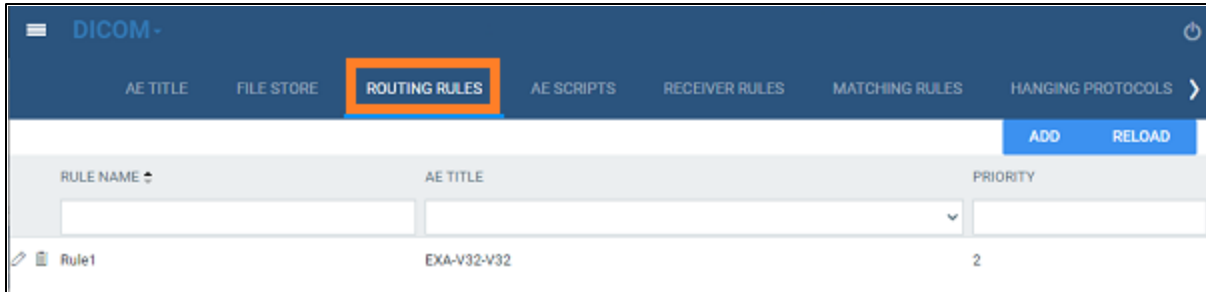 DICOM
AE TITLE FILE STORE ROUTING RULES AE SCRIPTS RECEIVER RULES MATCHING RULES HANGING PROTOCOLS
ADD RELOAD
RULE NAME AE TITLE PRIORITY
Rule1 EXA-V32-V32 2